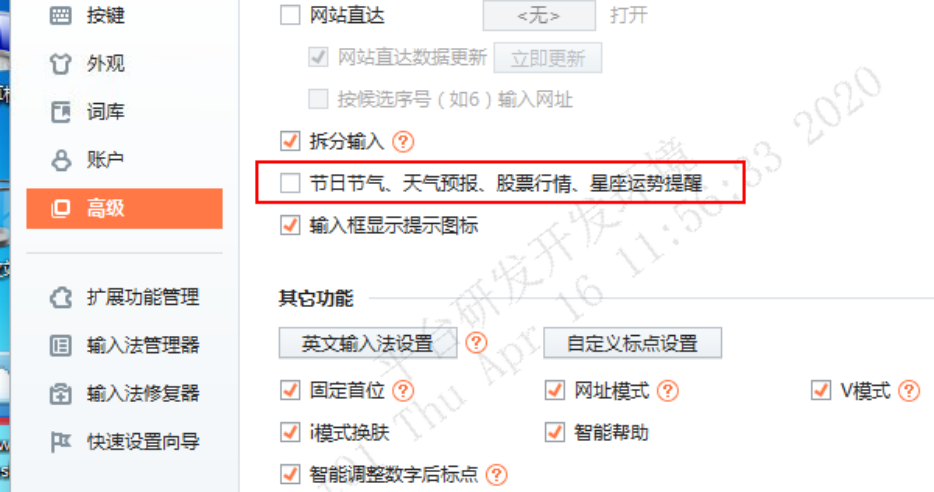 按键
外观
词库
账户
高级
扩展功能管理
输入法管理器
输入法修复器
快速设置向导
网站直达 <无> 打开
网站直达数据更新 立即更新
按候选序号（如6）输入网址
拆分输入 ?
节日节气、天气预报、股票行情、星座运势提醒
输入框显示提示图标
其它功能
英文输入法设置 ? 自定义标点设置
固定首位 ? 网址模式 ? V模式 ?
i模式换肤 智能帮助
智能调整数字后标点 ?
平台研发开发环境
Thu Apr 16 11:56:33 2020